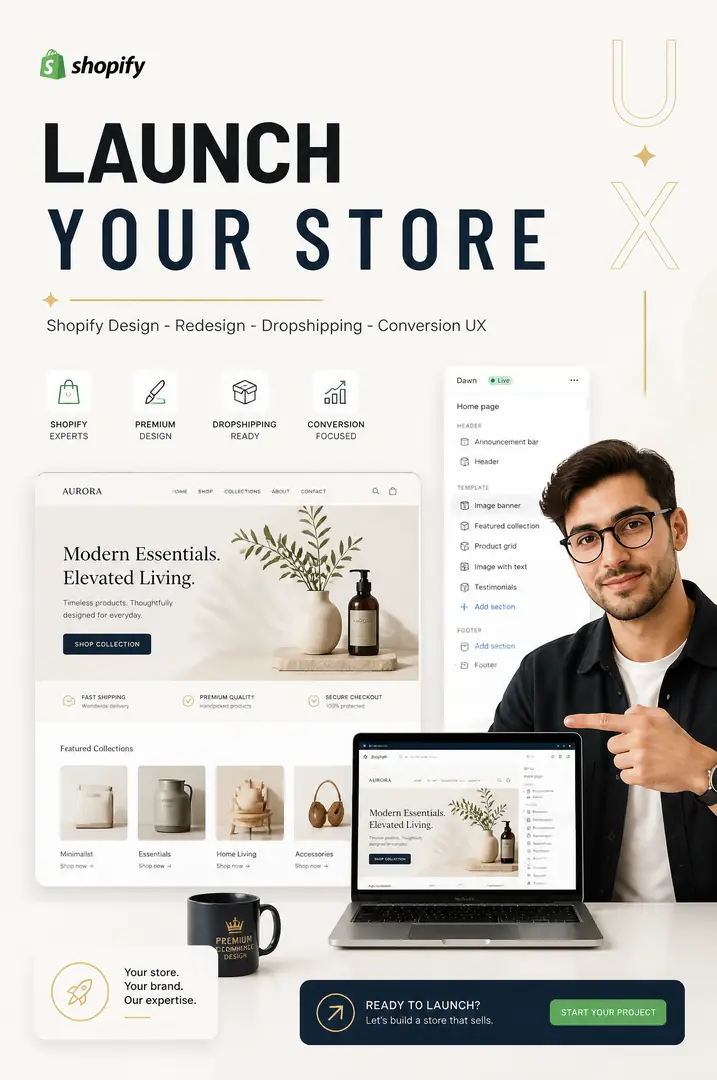 shopify
U
X
LAUNCH
YOUR STORE
Shopify Design - Redesign - Dropshipping - Conversion UX
SHOPIFY
EXPERTS
PREMIUM
DESIGN
DROPSHIPPING
READY
CONVERSION
FOCUSED
Dawn
Live
Home page
HEADER
Announcement bar
Header
TEMPLATE
Image banner
Featured collection
Product grid
Image with text
Testimonials
Add section
FOOTER
Add section
Footer
AURORA
HOME SHOP COLLECTIONS ABOUT CONTACT
Modern Essentials.
Elevated Living.
Timeless products. Thoughtfully
designed for everyday.
SHOP COLLECTION
AURORA
FAST SHIPPING
Worldwide delivery
PREMIUM QUALITY
Handpicked products
SECURE CHECKOUT
100% protected
Featured Collections
Minimalist
Shop now →
Essentials
Shop now →
Home Living
Shop now →
Accessories
Shop now →
AURORA
Modern Essentials.
Elevated Living.
SHOP COLLECTION
PREMIUM
DESIGN
Your store.
Your brand.
Our expertise.
READY TO LAUNCH?
Let's build a store that sells.
START YOUR PROJECT